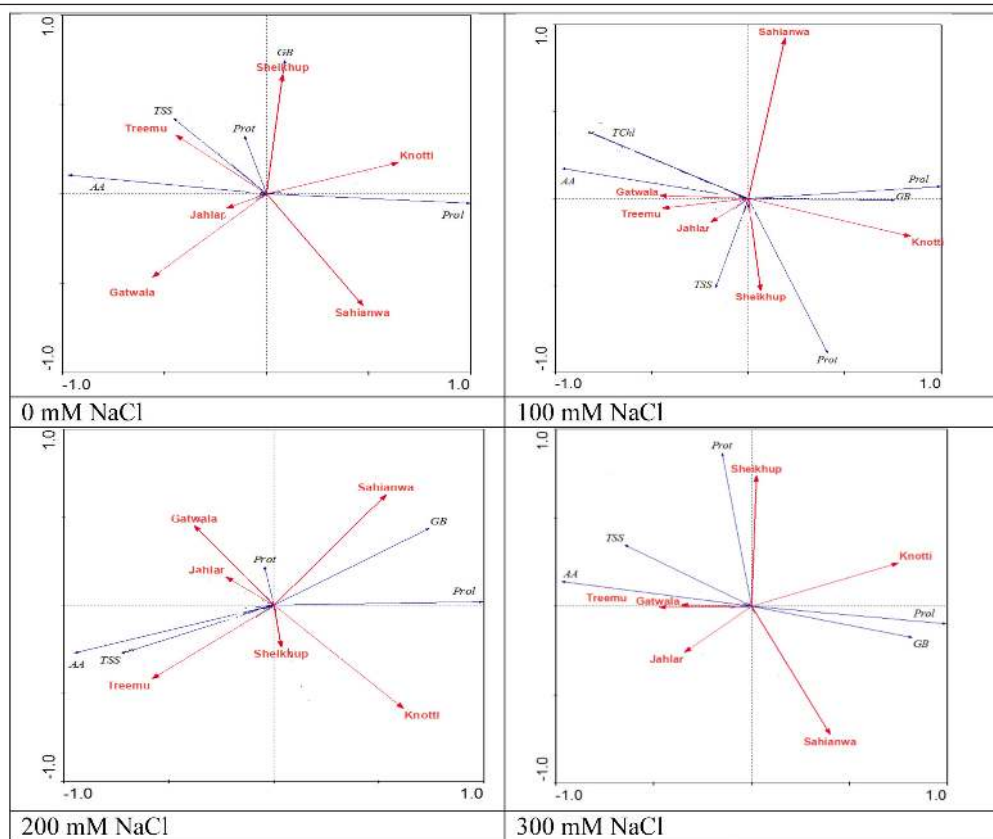 1.0
GB
Sheikhup
TSS
Treemu
Prot
Knotti
AA
Jahlar
Prol
Gatwala
Sahianwa
-1.0
-1.0 1.0
0 mM NaCl
1.0
Sahianwa
TChl
AA
Prol
Gatwala
GB
Treemu
Jahlar
Knotti
TSS
Sheikhup
Prot
-1.0
-1.0 1.0
100 mM NaCl
1.0
Sahianwa
Gatwala
GB
Prot
Jahlar
Prol
Sheikhup
AA TSS
Treemu
Knotti
-1.0
-1.0 1.0
200 mM NaCl
1.0
Prot
Sheikhup
TSS
Knotti
AA
Treemu Gatwala
Prol
GB
Jahlar
Sahianwa
-1.0
-1.0 1.0
300 mM NaCl